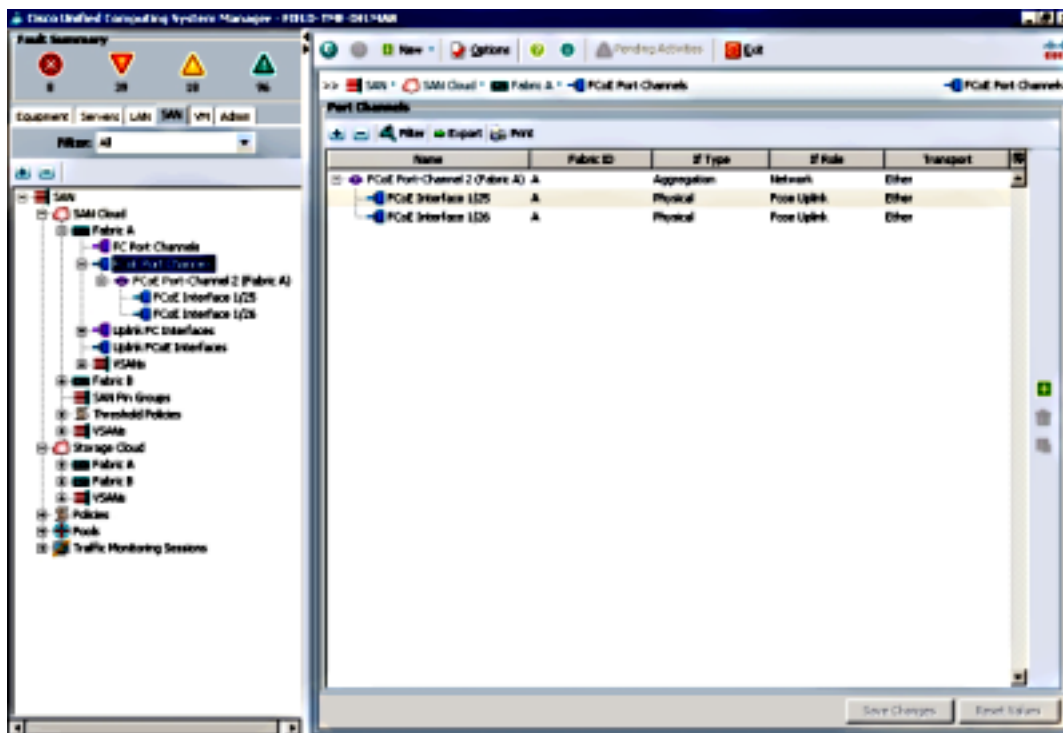 Cisco Unified Computing System Manager -
Fault Summary
New Options Pending Activities Exit
>> SAN SAN Cloud Fabric A FCoE Port Channels FCoE Port Channels
Port Channels
Equipment Servers LAN SAN VM Admin
Filter: All
Filter Export Print
Name Fabric ID If Type If Role Transport
FCoE Port-Channel 2 (Fabric A) A Aggregation Network Ether
FCoE Interface 1/25 A Physical Fcoe Uplink Ether
FCoE Interface 1/26 A Physical Fcoe Uplink Ether
SAN
SAN Cloud
Fabric A
FC Port Channels
FCoE Port Channels
FCoE Port-Channel 2 (Fabric A)
FCoE Interface 1/25
FCoE Interface 1/26
Uplink FC Interfaces
Uplink FCoE Interfaces
VSANs
Fabric B
SAN Pin Groups
Threshold Policies
VSANs
Storage Cloud
Fabric A
Fabric B
VSANs
Policies
Pools
Traffic Monitoring Sessions
Save Changes Reset Values